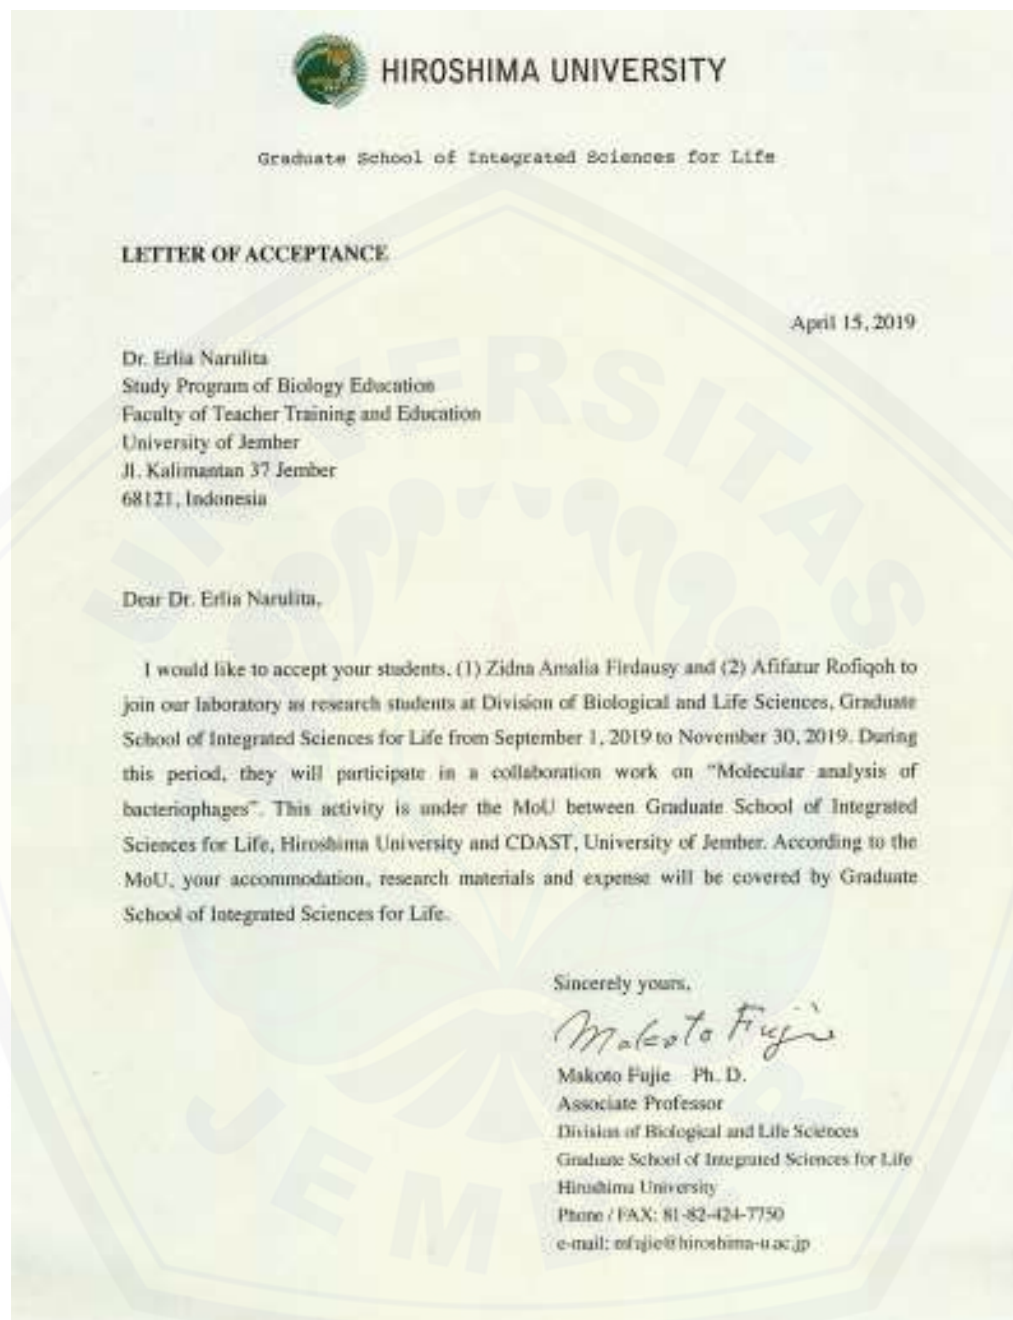 HIROSHIMA UNIVERSITY
Graduate School of Integrated Sciences for Life
LETTER OF ACCEPTANCE
April 15, 2019
Dr. Erlia Narulita
Study Program of Biology Education
Faculty of Teacher Training and Education
University of Jember
Jl. Kalimantan 37 Jember
68121, Indonesia
Dear Dr. Erlia Narulita,
I would like to accept your students, (1) Zidna Amalia Firdausy and (2) Afifatur Rofiqoh to
join our laboratory as research students at Division of Biological and Life Sciences, Graduate
School of Integrated Sciences for Life from September 1, 2019 to November 30, 2019. During
this period, they will participate in a collaboration work on “Molecular analysis of
bacteriophages”. This activity is under the MoU between Graduate School of Integrated
Sciences for Life, Hiroshima University and CDAST, University of Jember. According to the
MoU, your accommodation, research materials and expense will be covered by Graduate
School of Integrated Sciences for Life.
Sincerely yours,
Makoto Fujie
Makoto Fujie Ph. D.
Associate Professor
Division of Biological and Life Sciences
Graduate School of Integrated Sciences for Life
Hiroshima University
Phone / FAX: 81-82-424-7750
e-mail: mfujie@hiroshima-u.ac.jp
UNIVERSITAS
JEMBER